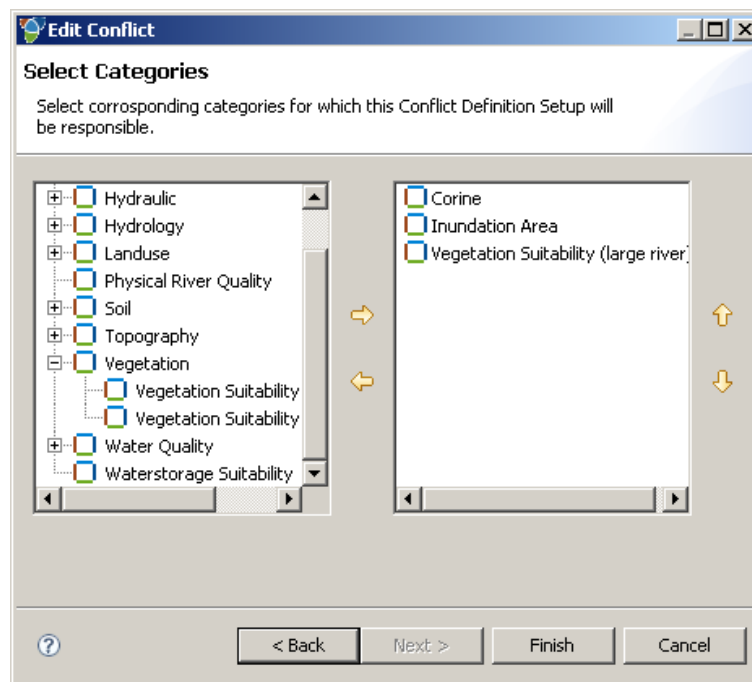 Edit Conflict
Select Categories
Select corrosponding categories for which this Conflict Definition Setup will
be responsible.
Hydraulic
Hydrology
Landuse
Physical River Quality
Soil
Topography
Vegetation
Vegetation Suitability
Vegetation Suitability
Water Quality
Waterstorage Suitability
Corine
Inundation Area
Vegetation Suitability (large river)
< Back
Next >
Finish
Cancel